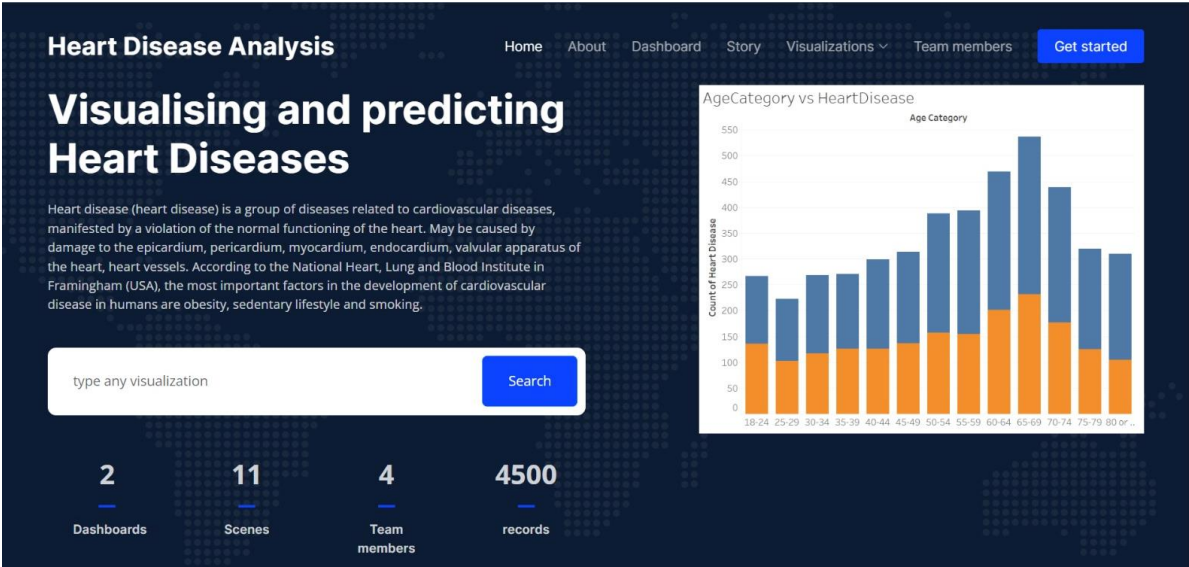 Heart Disease Analysis
Home About Dashboard Story Visualizations Team members Get started
Visualising and predicting
Heart Diseases
Heart disease (heart disease) is a group of diseases related to cardiovascular diseases,
manifested by a violation of the normal functioning of the heart. May be caused by
damage to the epicardium, pericardium, myocardium, endocardium, valvular apparatus of
the heart, heart vessels. According to the National Heart, Lung and Blood Institute in
Framingham (USA), the most important factors in the development of cardiovascular
disease in humans are obesity, sedentary lifestyle and smoking.
type any visualization Search
2 11 4 4500
Dashboards Scenes Team records
members
AgeCategory vs HeartDisease
Age Category
Count of Heart Disease
550
500
450
400
350
300
250
200
150
100
50
0
18-24 25-29 30-34 35-39 40-44 45-49 50-54 55-59 60-64 65-69 70-74 75-79 80 or ..